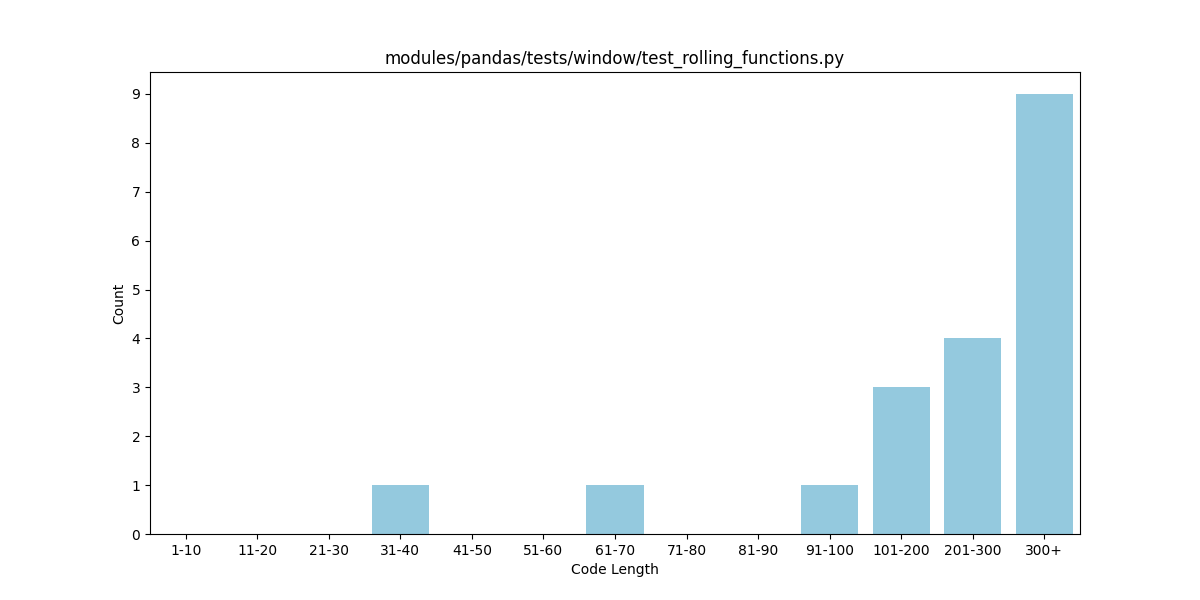 modules/pandas/tests/window/test_rolling_functions.py
9
8
7
6
5
4
3
2
1
0
Count
1-10 11-20 21-30 31-40 41-50 51-60 61-70 71-80 81-90 91-100 101-200 201-300 300+
Code Length